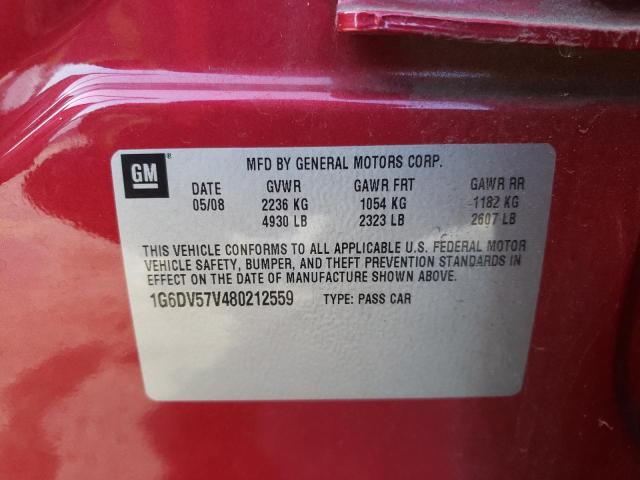 GM ®
MFD BY GENERAL MOTORS CORP.
DATE GVWR GAWR FRT GAWR RR
05/08 2236 KG 1054 KG 1182 KG
4930 LB 2323 LB 2607 LB
THIS VEHICLE CONFORMS TO ALL APPLICABLE U.S. FEDERAL MOTOR
VEHICLE SAFETY, BUMPER, AND THEFT PREVENTION STANDARDS IN
EFFECT ON THE DATE OF MANUFACTURE SHOWN ABOVE.
1G6DV57V480212559 TYPE: PASS CAR